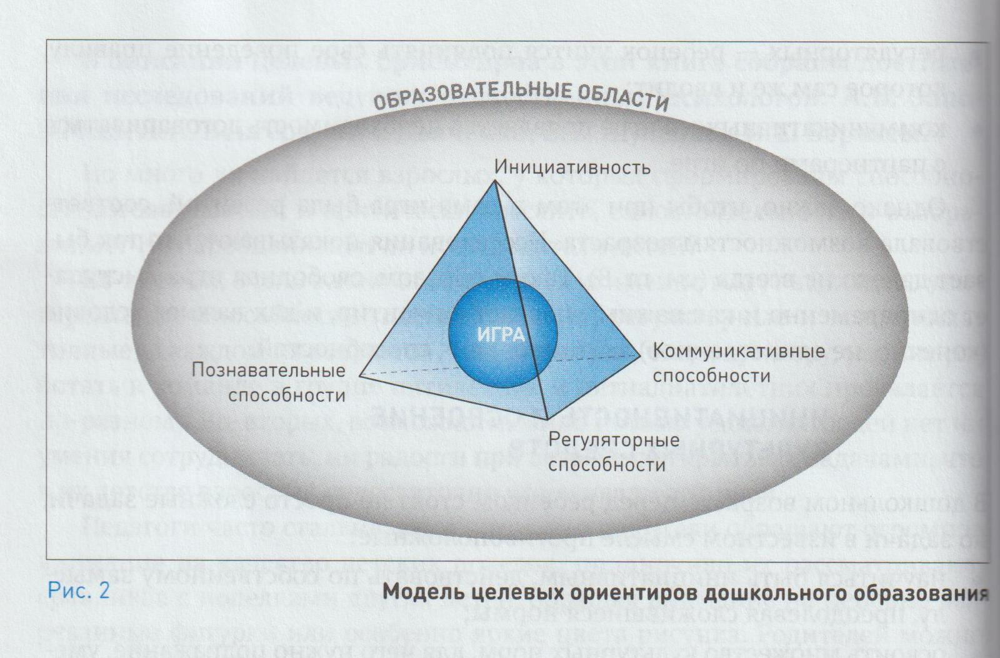 ОБРАЗОВАТЕЛЬНЫЕ ОБЛАСТИ
Инициативность
ИГРА
Познавательные
способности
Коммуникативные
способности
Регуляторные
способности
Рис. 2
Модель целевых ориентиров дошкольного образования